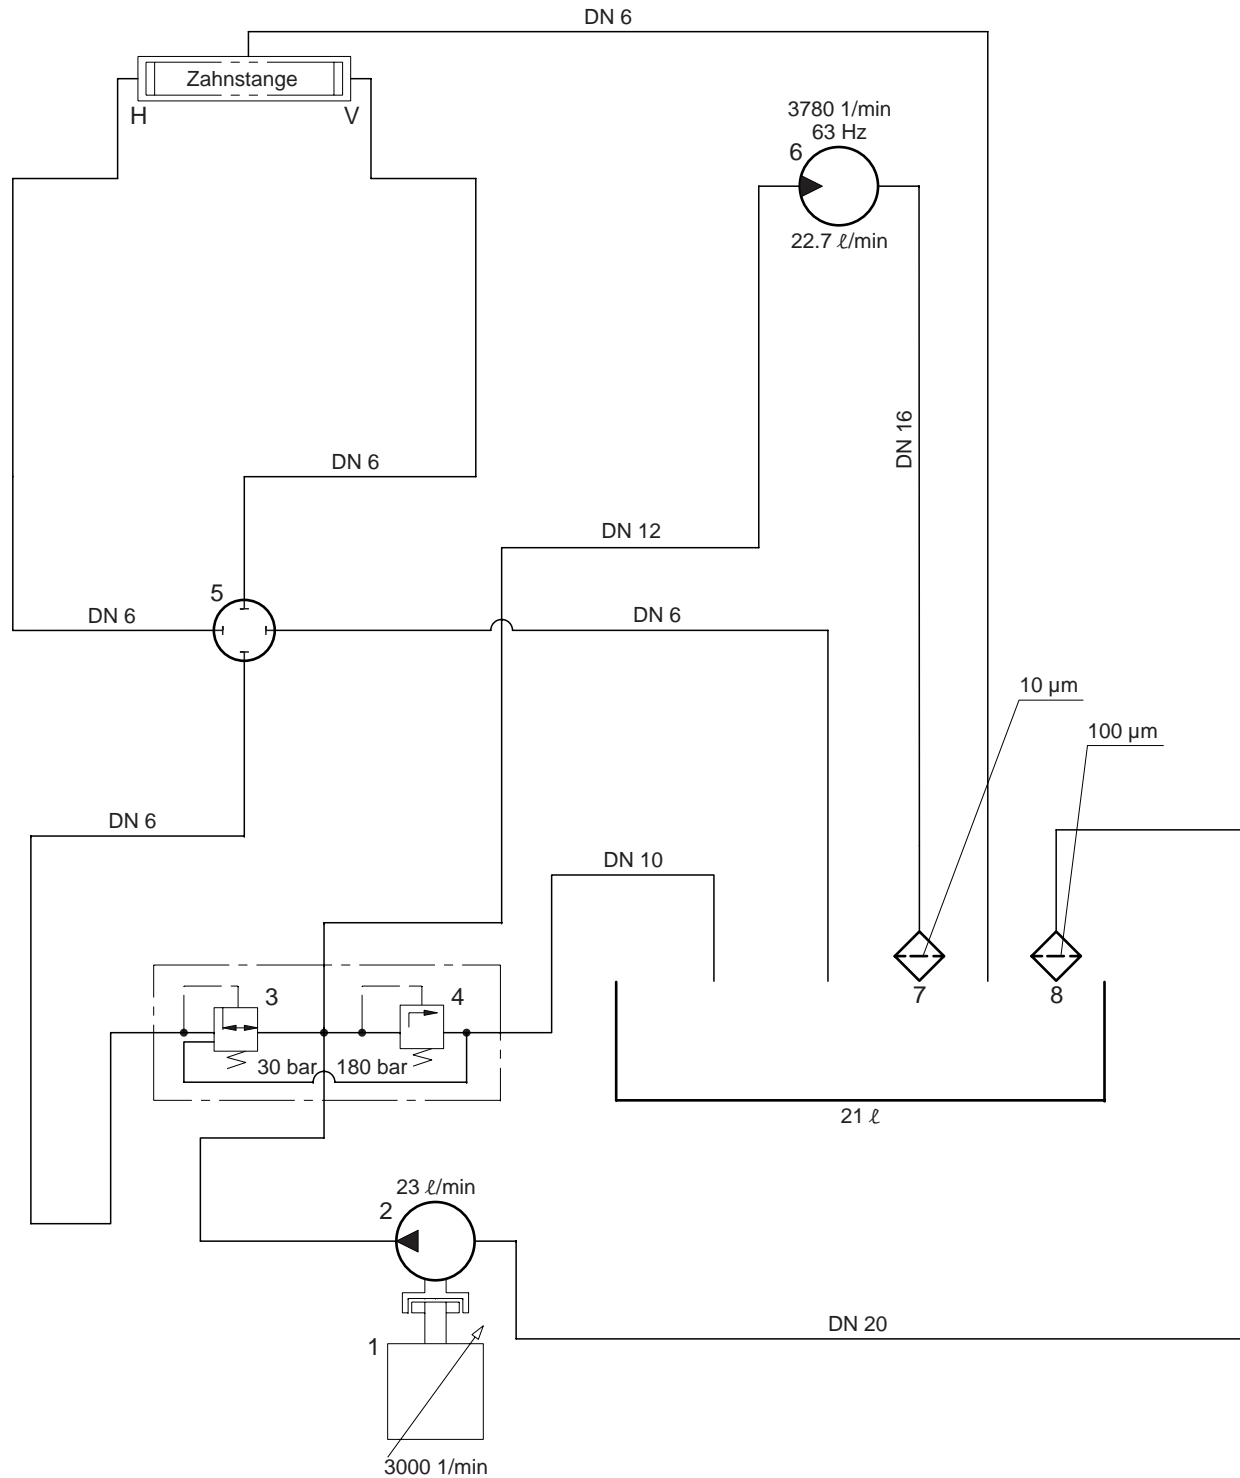 DN 6
Zahnstange
H
V
3780 1/min
63 Hz
6
22.7 ℓ/min
DN 16
DN 6
DN 12
5
DN 6
DN 6
10 µm
100 µm
DN 6
DN 10
3
4
7
8
30 bar
180 bar
21 ℓ
23 ℓ/min
2
DN 20
1
3000 1/min